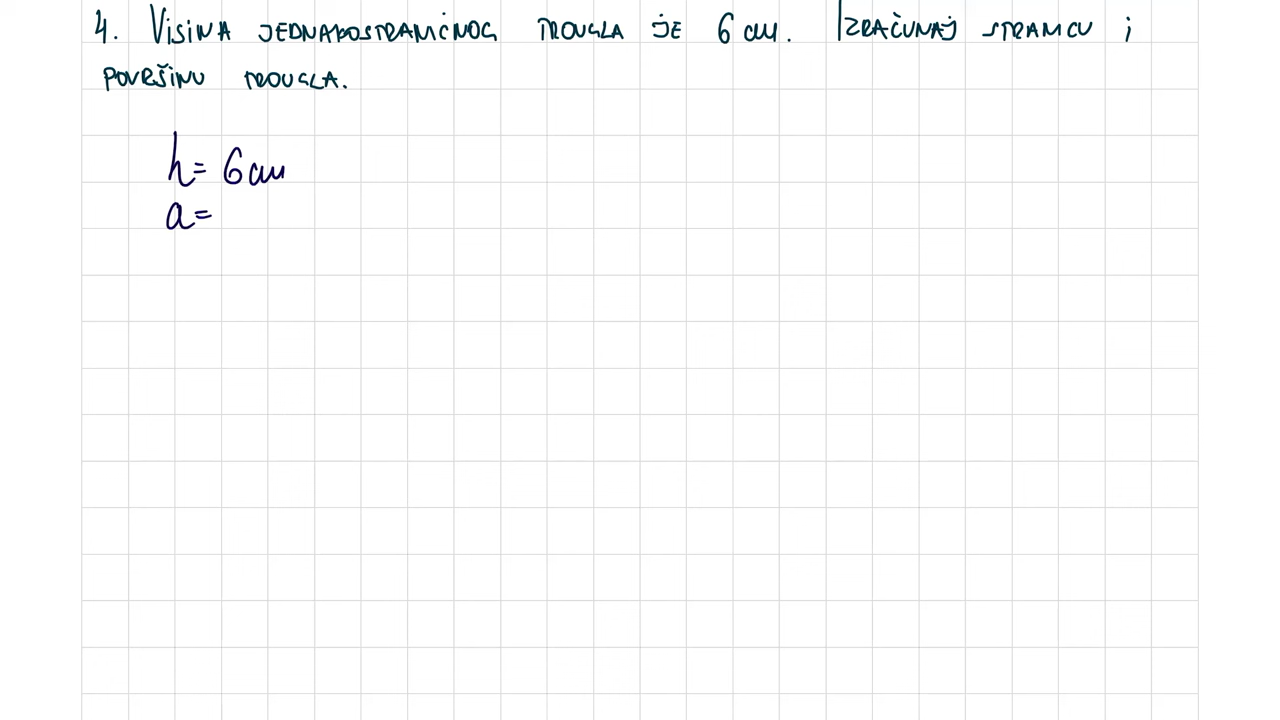 4. VISINA JEDNAKOSTRANIČNOG TROUGLA JE 6 cm. IZRAČUNAJ STRANICU i
POVRŠINU TROUGLA.
h= 6 cm
a=